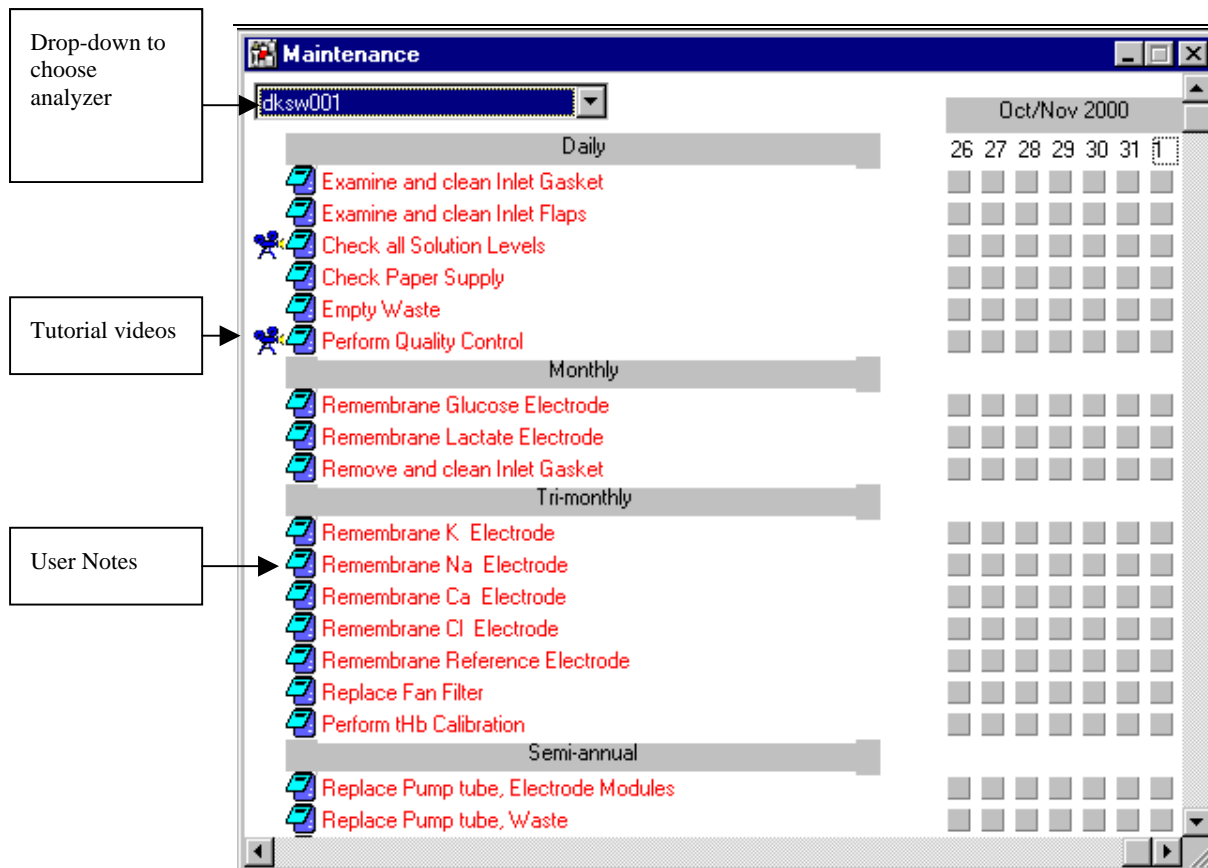 Drop-down to
choose
analyzer
Tutorial videos
User Notes
Maintenance
dksw001
Oct/Nov 2000
26 27 28 29 30 31 1
Daily
Examine and clean Inlet Gasket
Examine and clean Inlet Flaps
Check all Solution Levels
Check Paper Supply
Empty Waste
Perform Quality Control
Monthly
Remembrane Glucose Electrode
Remembrane Lactate Electrode
Remove and clean Inlet Gasket
Tri-monthly
Remembrane K Electrode
Remembrane Na Electrode
Remembrane Ca Electrode
Remembrane Cl Electrode
Remembrane Reference Electrode
Replace Fan Filter
Perform tHb Calibration
Semi-annual
Replace Pump tube, Electrode Modules
Replace Pump tube, Waste